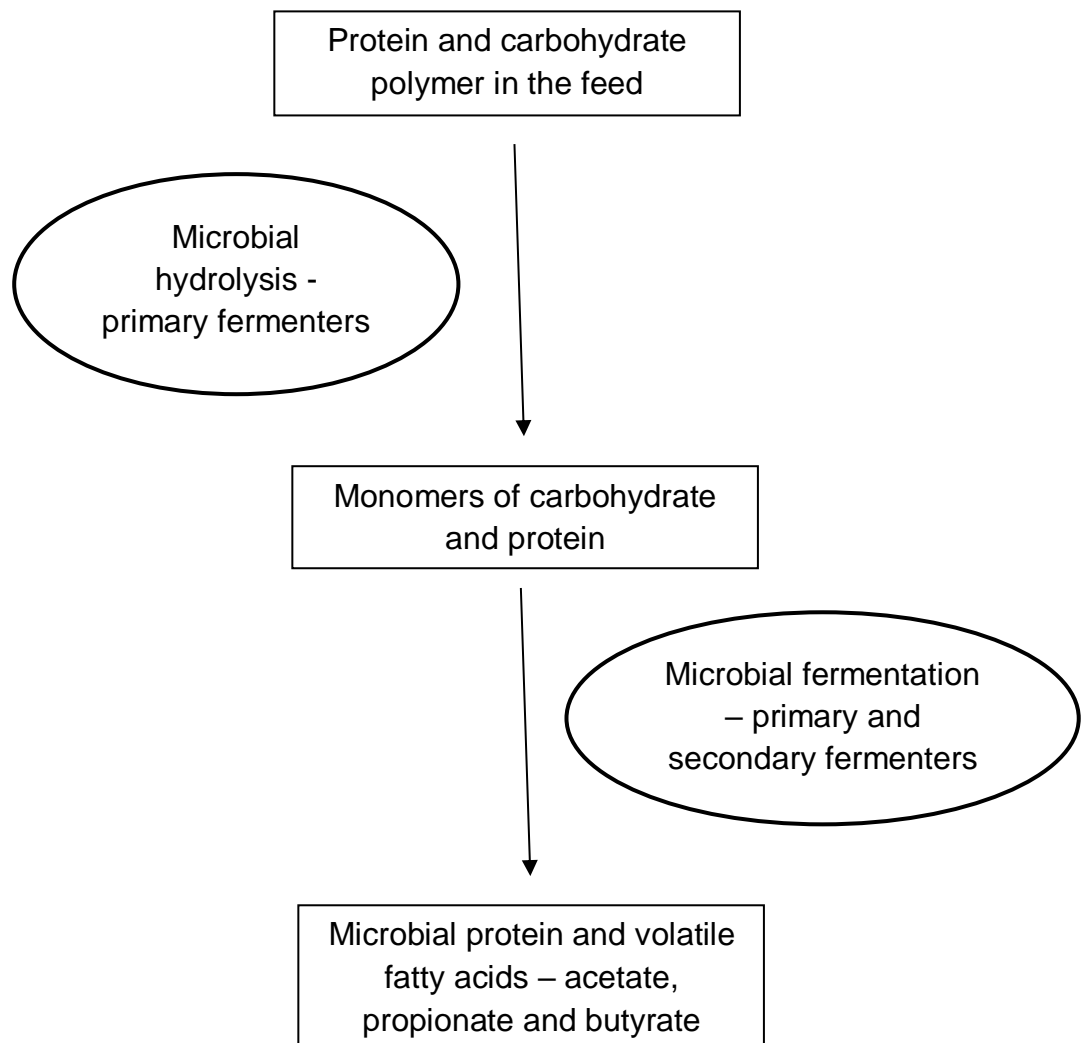 Protein and carbohydrate
polymer in the feed
Microbial
hydrolysis -
primary fermenters
Monomers of carbohydrate
and protein
Microbial fermentation
– primary and
secondary fermenters
Microbial protein and volatile
fatty acids – acetate,
propionate and butyrate